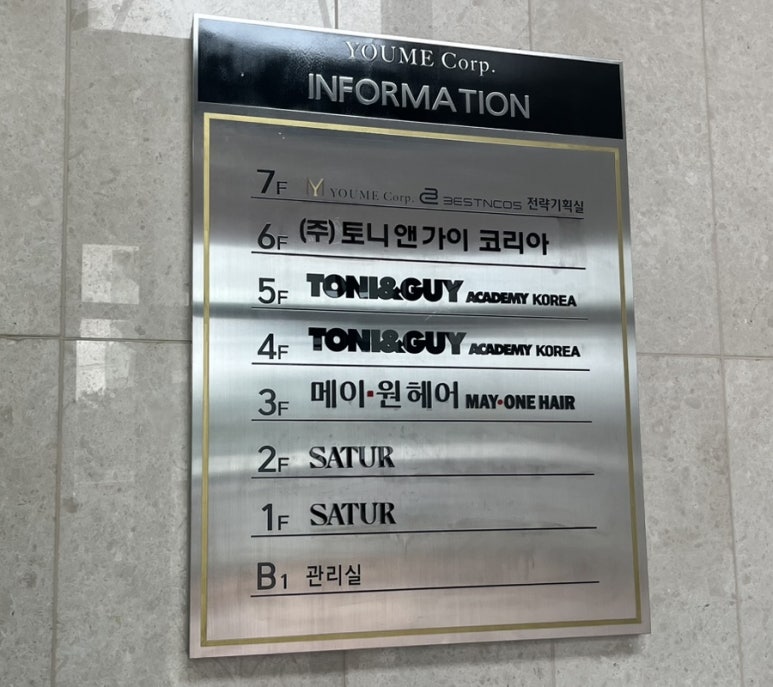 YOUME Corp.
INFORMATION
7F YOUME Corp. BESTNCOS 전략기획실
6F (주)토니앤가이 코리아
5F TONI&GUY ACADEMY KOREA
4F TONI&GUY ACADEMY KOREA
3F 메이·원헤어 MAY·ONE HAIR
2F SATUR
1F SATUR
B1 관리실